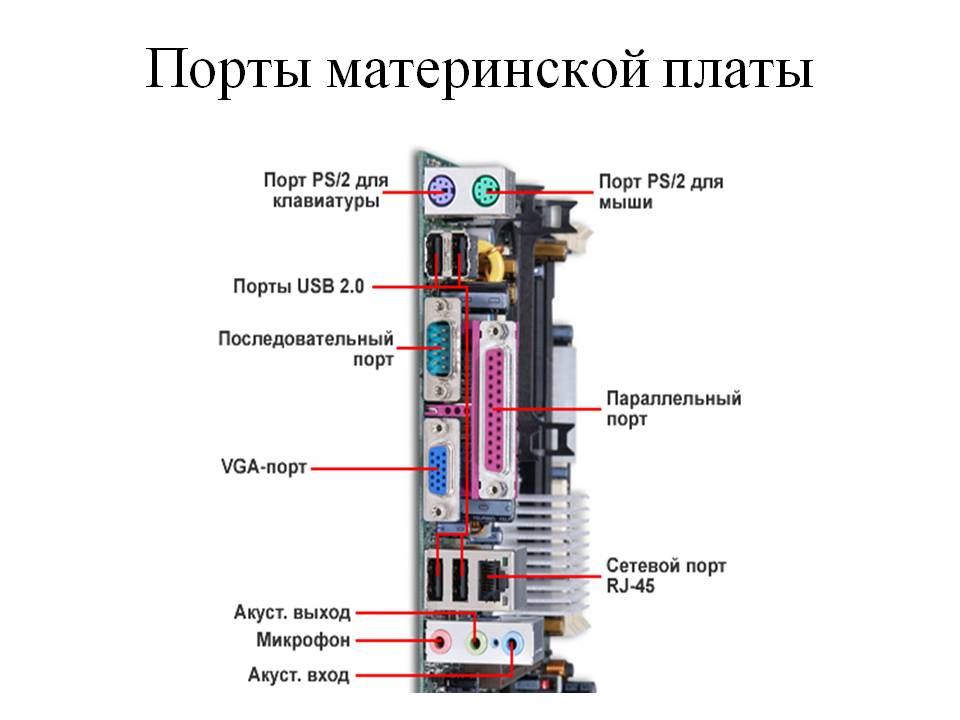 Порты материнской платы
Порт PS/2 для
клавиатуры
Порт PS/2 для
мыши
Порты USB 2.0
Последовательный
порт
Параллельный
порт
VGA-порт
Сетевой порт
RJ-45
Акуст. выход
Микрофон
Акуст. вход